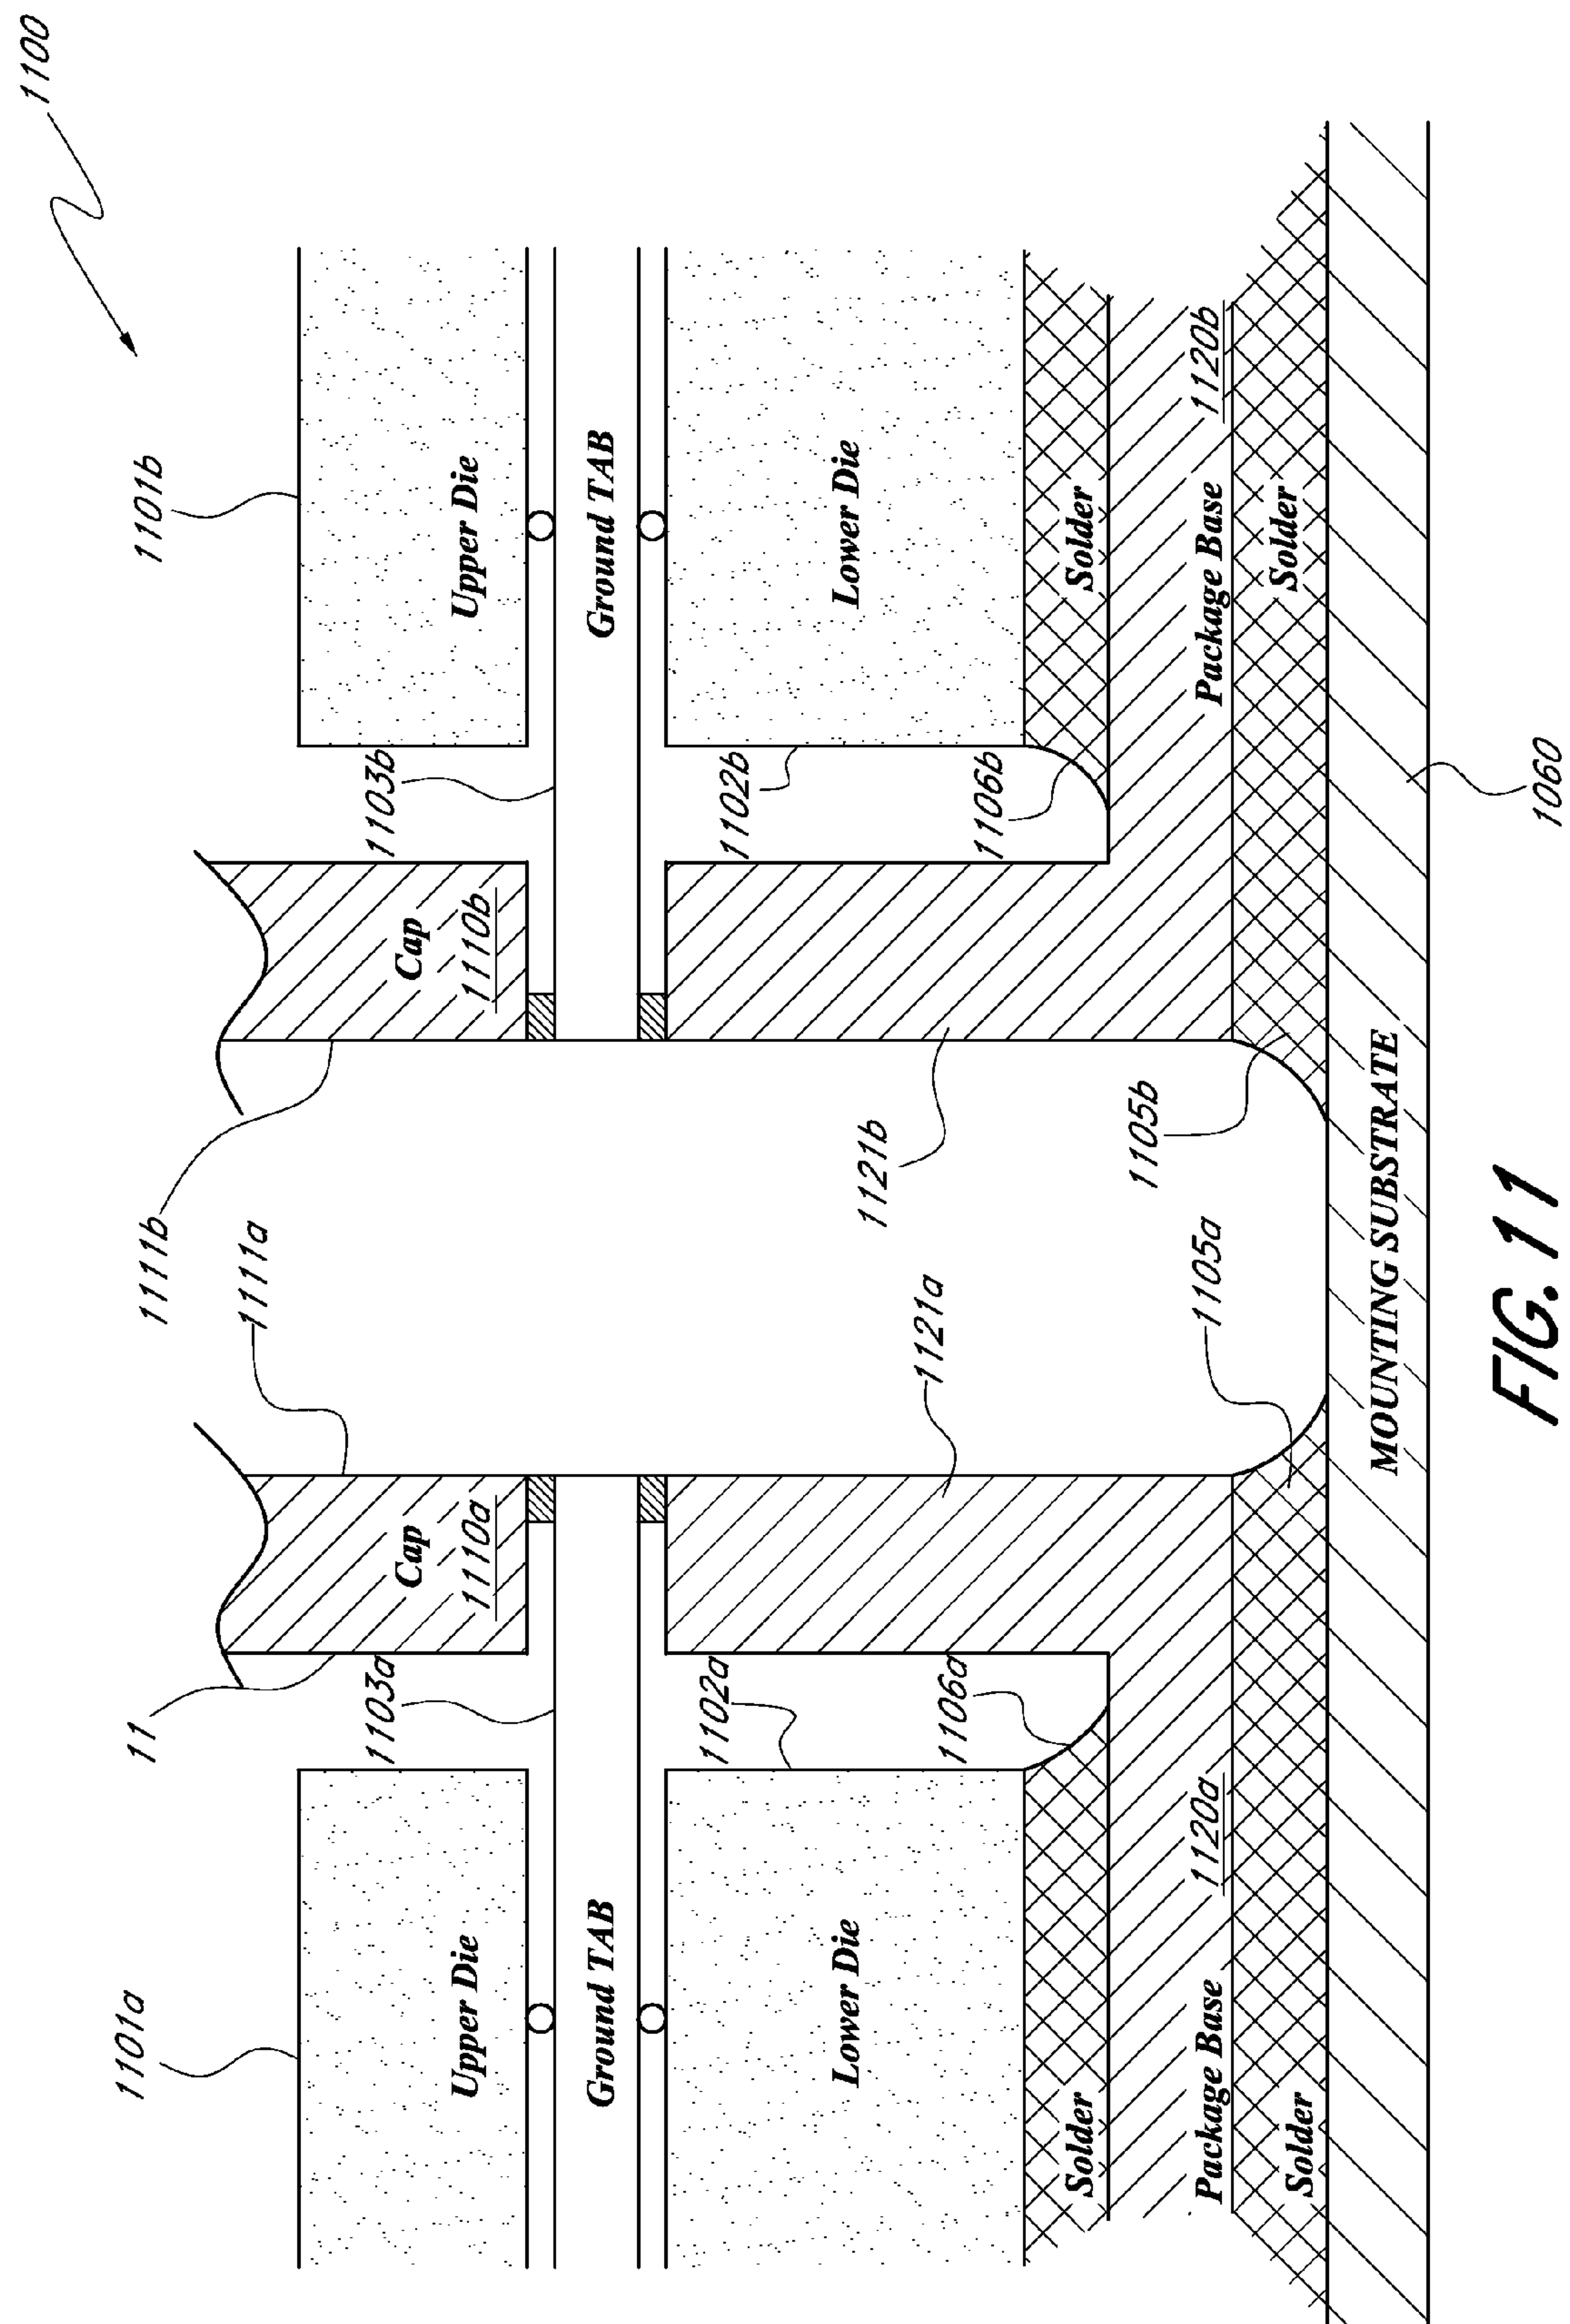 1100
1101a
11
1111a
1111b
1101b
Upper Die
1103a
Cap
1110a
Cap
1110b
1103b
Upper Die
Ground TAB
Ground TAB
Lower Die
1102a
1121a
1121b
1102b
Lower Die
Solder
1106a
1106b
Solder
Package Base
1120a
1105a
1105b
Package Base
1120b
Solder
Solder
MOUNTING SUBSTRATE
1060
FIG. 11